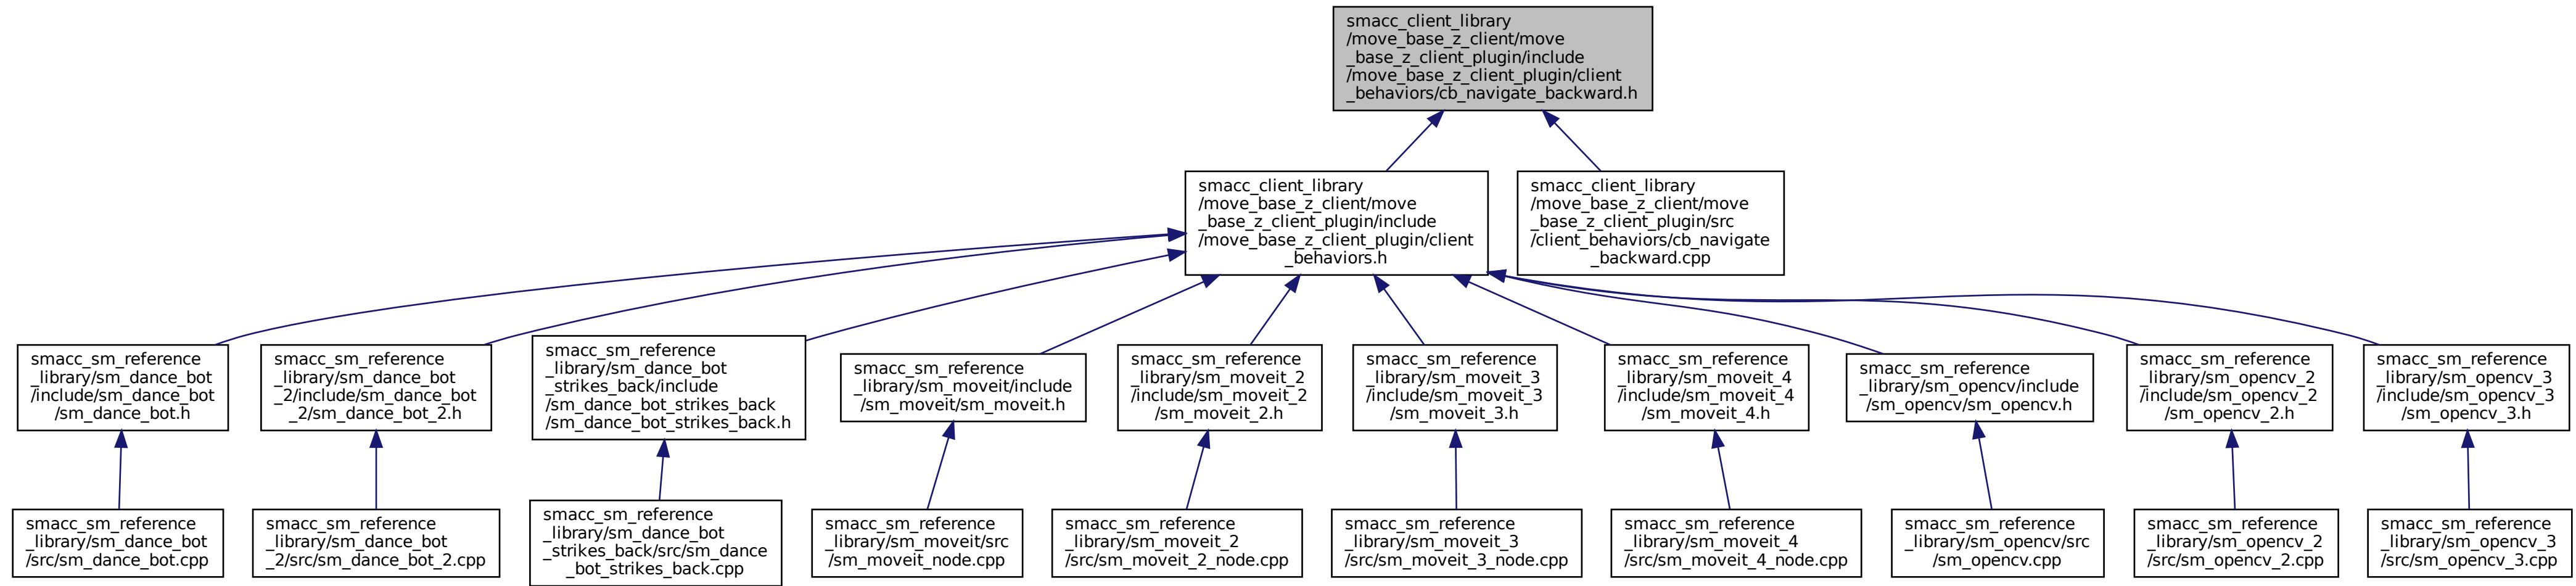 smacc_client_library
/move_base_z_client/move
_base_z_client_plugin/include
/move_base_z_client_plugin/client
_behaviors/cb_navigate_backward.h
smacc_client_library
/move_base_z_client/move
_base_z_client_plugin/include
/move_base_z_client_plugin/client
_behaviors.h
smacc_client_library
/move_base_z_client/move
_base_z_client_plugin/src
/client_behaviors/cb_navigate
_backward.cpp
smacc_sm_reference
_library/sm_dance_bot
/include/sm_dance_bot
/sm_dance_bot.h
smacc_sm_reference
_library/sm_dance_bot
_2/include/sm_dance_bot
_2/sm_dance_bot_2.h
smacc_sm_reference
_library/sm_dance_bot
_strikes_back/include
/sm_dance_bot_strikes_back
/sm_dance_bot_strikes_back.h
smacc_sm_reference
_library/sm_moveit/include
/sm_moveit/sm_moveit.h
smacc_sm_reference
_library/sm_moveit_2
/include/sm_moveit_2
/sm_moveit_2.h
smacc_sm_reference
_library/sm_moveit_3
/include/sm_moveit_3
/sm_moveit_3.h
smacc_sm_reference
_library/sm_moveit_4
/include/sm_moveit_4
/sm_moveit_4.h
smacc_sm_reference
_library/sm_opencv/include
/sm_opencv/sm_opencv.h
smacc_sm_reference
_library/sm_opencv_2
/include/sm_opencv_2
/sm_opencv_2.h
smacc_sm_reference
_library/sm_opencv_3
/include/sm_opencv_3
/sm_opencv_3.h
smacc_sm_reference
_library/sm_dance_bot
/src/sm_dance_bot.cpp
smacc_sm_reference
_library/sm_dance_bot
_2/src/sm_dance_bot_2.cpp
smacc_sm_reference
_library/sm_dance_bot
_strikes_back/src/sm_dance
_bot_strikes_back.cpp
smacc_sm_reference
_library/sm_moveit/src
/sm_moveit_node.cpp
smacc_sm_reference
_library/sm_moveit_2
/src/sm_moveit_2_node.cpp
smacc_sm_reference
_library/sm_moveit_3
/src/sm_moveit_3_node.cpp
smacc_sm_reference
_library/sm_moveit_4
/src/sm_moveit_4_node.cpp
smacc_sm_reference
_library/sm_opencv/src
/sm_opencv.cpp
smacc_sm_reference
_library/sm_opencv_2
/src/sm_opencv_2.cpp
smacc_sm_reference
_library/sm_opencv_3
/src/sm_opencv_3.cpp